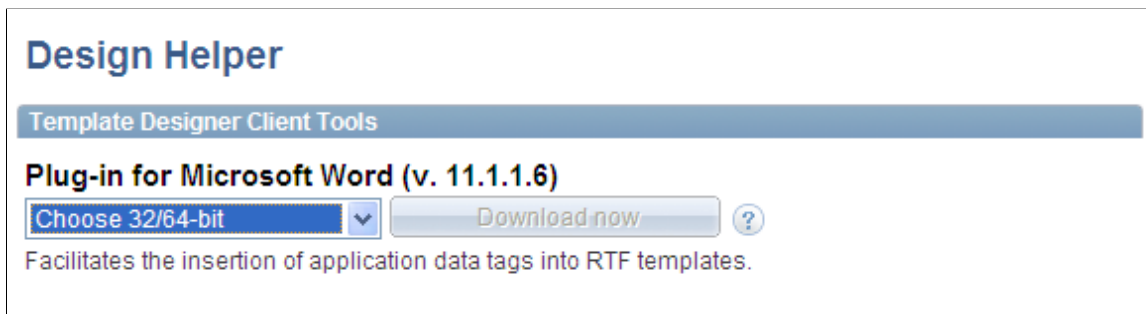 Design Helper
Template Designer Client Tools
Plug-in for Microsoft Word (v. 11.1.1.6)
Choose 32/64-bit Download now ?
Facilitates the insertion of application data tags into RTF templates.